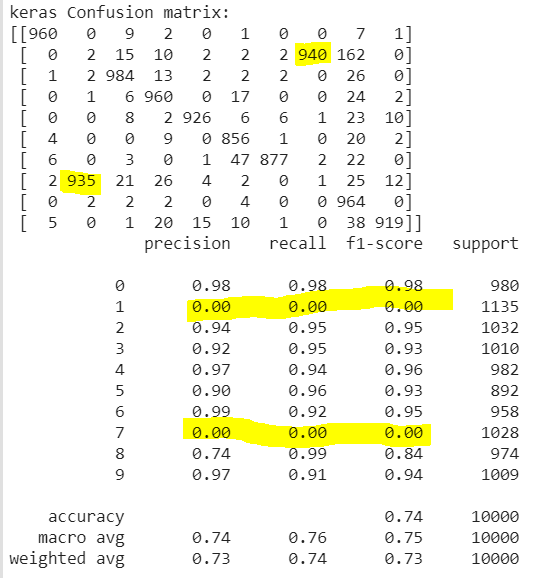 keras Confusion matrix:
[[960 0 9 2 0 1 0 0 7 1]
[ 0 2 15 10 2 2 2 940 162 0]
[ 1 2 984 13 2 2 2 0 26 0]
[ 0 1 6 960 0 17 0 0 24 2]
[ 0 0 8 2 926 6 6 1 23 10]
[ 4 0 0 9 0 856 1 0 20 2]
[ 6 0 3 0 1 47 877 2 22 0]
[ 2 935 21 26 4 2 0 1 25 12]
[ 0 2 2 2 0 4 0 0 964 0]
[ 5 0 1 20 15 10 1 0 38 919]]
precision recall f1-score support
0 0.98 0.98 0.98 980
1 0.00 0.00 0.00 1135
2 0.94 0.95 0.95 1032
3 0.92 0.95 0.93 1010
4 0.97 0.94 0.96 982
5 0.90 0.96 0.93 892
6 0.99 0.92 0.95 958
7 0.00 0.00 0.00 1028
8 0.74 0.99 0.84 974
9 0.97 0.91 0.94 1009
accuracy 0.74 10000
macro avg 0.74 0.76 0.75 10000
weighted avg 0.73 0.74 0.73 10000